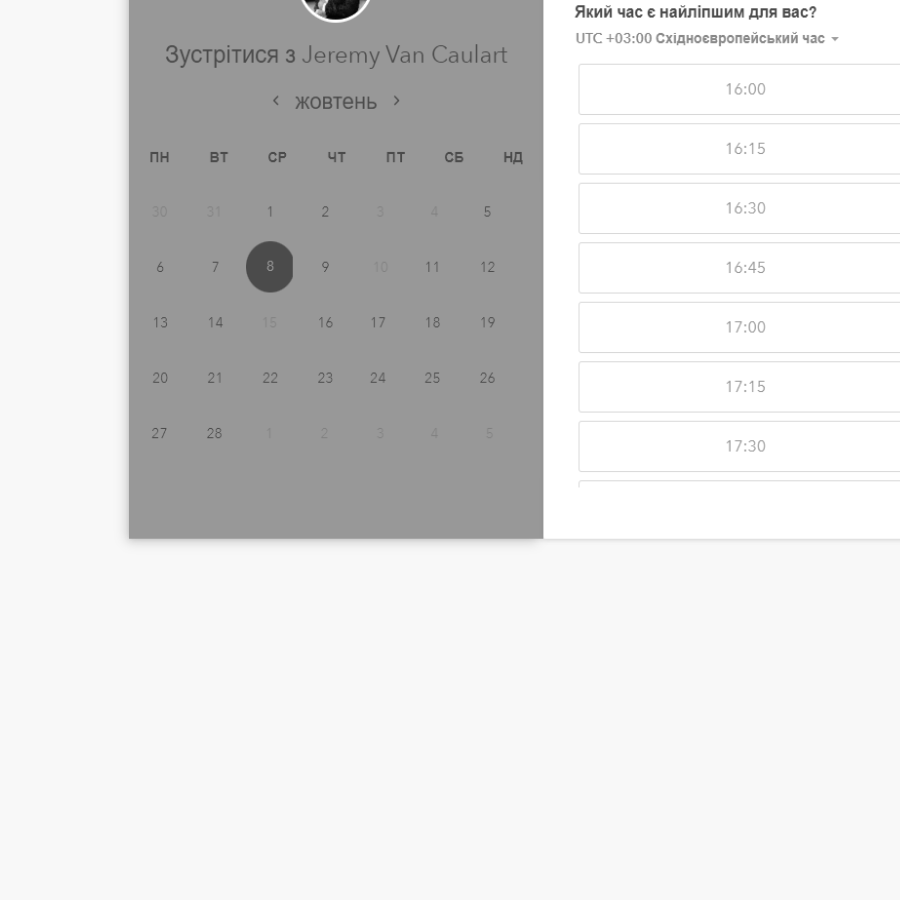 Зустрітися з Jeremy Van Caulart
‹ жовтень ›
ПН ВТ СР ЧТ ПТ СБ НД
30 31 1 2 3 4 5
6 7 8 9 10 11 12
13 14 15 16 17 18 19
20 21 22 23 24 25 26
27 28 1 2 3 4 5
Який час є найліпшим для вас?
UTC +03:00 Східноєвропейський час
16:00
16:15
16:30
16:45
17:00
17:15
17:30